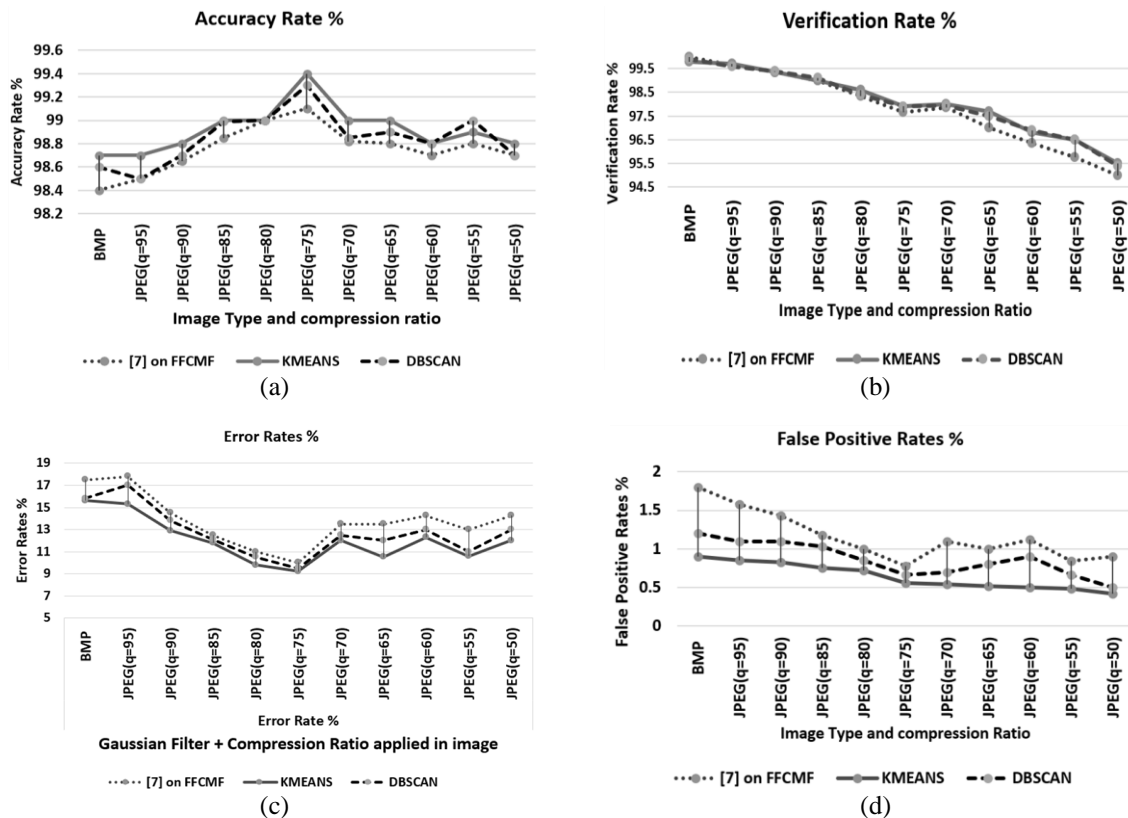 Accuracy Rate %
Accuracy Rate %
99.6
99.4
99.2
99
98.8
98.6
98.4
98.2
BMP
JPEG(q=95)
JPEG(q=90)
JPEG(q=85)
JPEG(q=80)
JPEG(q=75)
JPEG(q=70)
JPEG(q=65)
JPEG(q=60)
JPEG(q=55)
JPEG(q=50)
Image Type and compression ratio
[7] on FFCMF KMEANS DBSCAN
(a)
Verification Rate %
Verification Rate %
99.5
98.5
97.5
96.5
95.5
94.5
BMP
JPEG(q=95)
JPEG(q=90)
JPEG(q=85)
JPEG(q=80)
JPEG(q=75)
JPEG(q=70)
JPEG(q=65)
JPEG(q=60)
JPEG(q=55)
JPEG(q=50)
Image Type and compression Ratio
[7] on FFCMF KMEANS DBSCAN
(b)
Error Rates %
Error Rates %
19
17
15
13
11
9
7
5
BMP
JPEG(q=95)
JPEG(q=90)
JPEG(q=85)
JPEG(q=80)
JPEG(q=75)
JPEG(q=70)
JPEG(q=65)
JPEG(q=60)
JPEG(q=55)
JPEG(q=50)
Error Rate %
Gaussian Filter + Compression Ratio applied in image
[7] on FFCMF KMEANS DBSCAN
(c)
False Positive Rates %
False Positive Rates %
2
1.5
1
0.5
0
BMP
JPEG(q=95)
JPEG(q=90)
JPEG(q=85)
JPEG(q=80)
JPEG(q=75)
JPEG(q=70)
JPEG(q=65)
JPEG(q=60)
JPEG(q=55)
JPEG(q=50)
Image Type and compression Ratio
[7] on FFCMF KMEANS DBSCAN
(d)